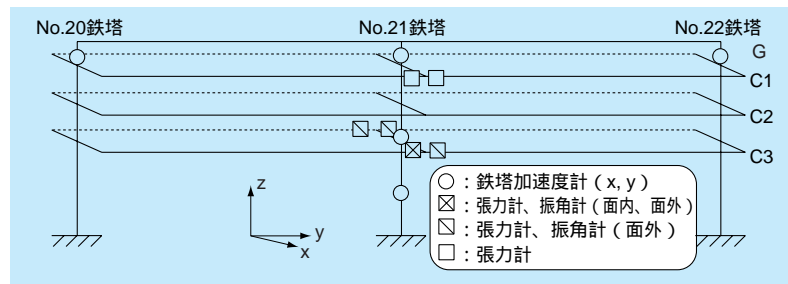 No.20鉄塔 No.21鉄塔 No.22鉄塔
G
C1
C2
C3
z
y
x
○：鉄塔加速度計（x, y）
⊠：張力計、振角計（面内、面外）
⧅：張力計、振角計（面外）
□：張力計